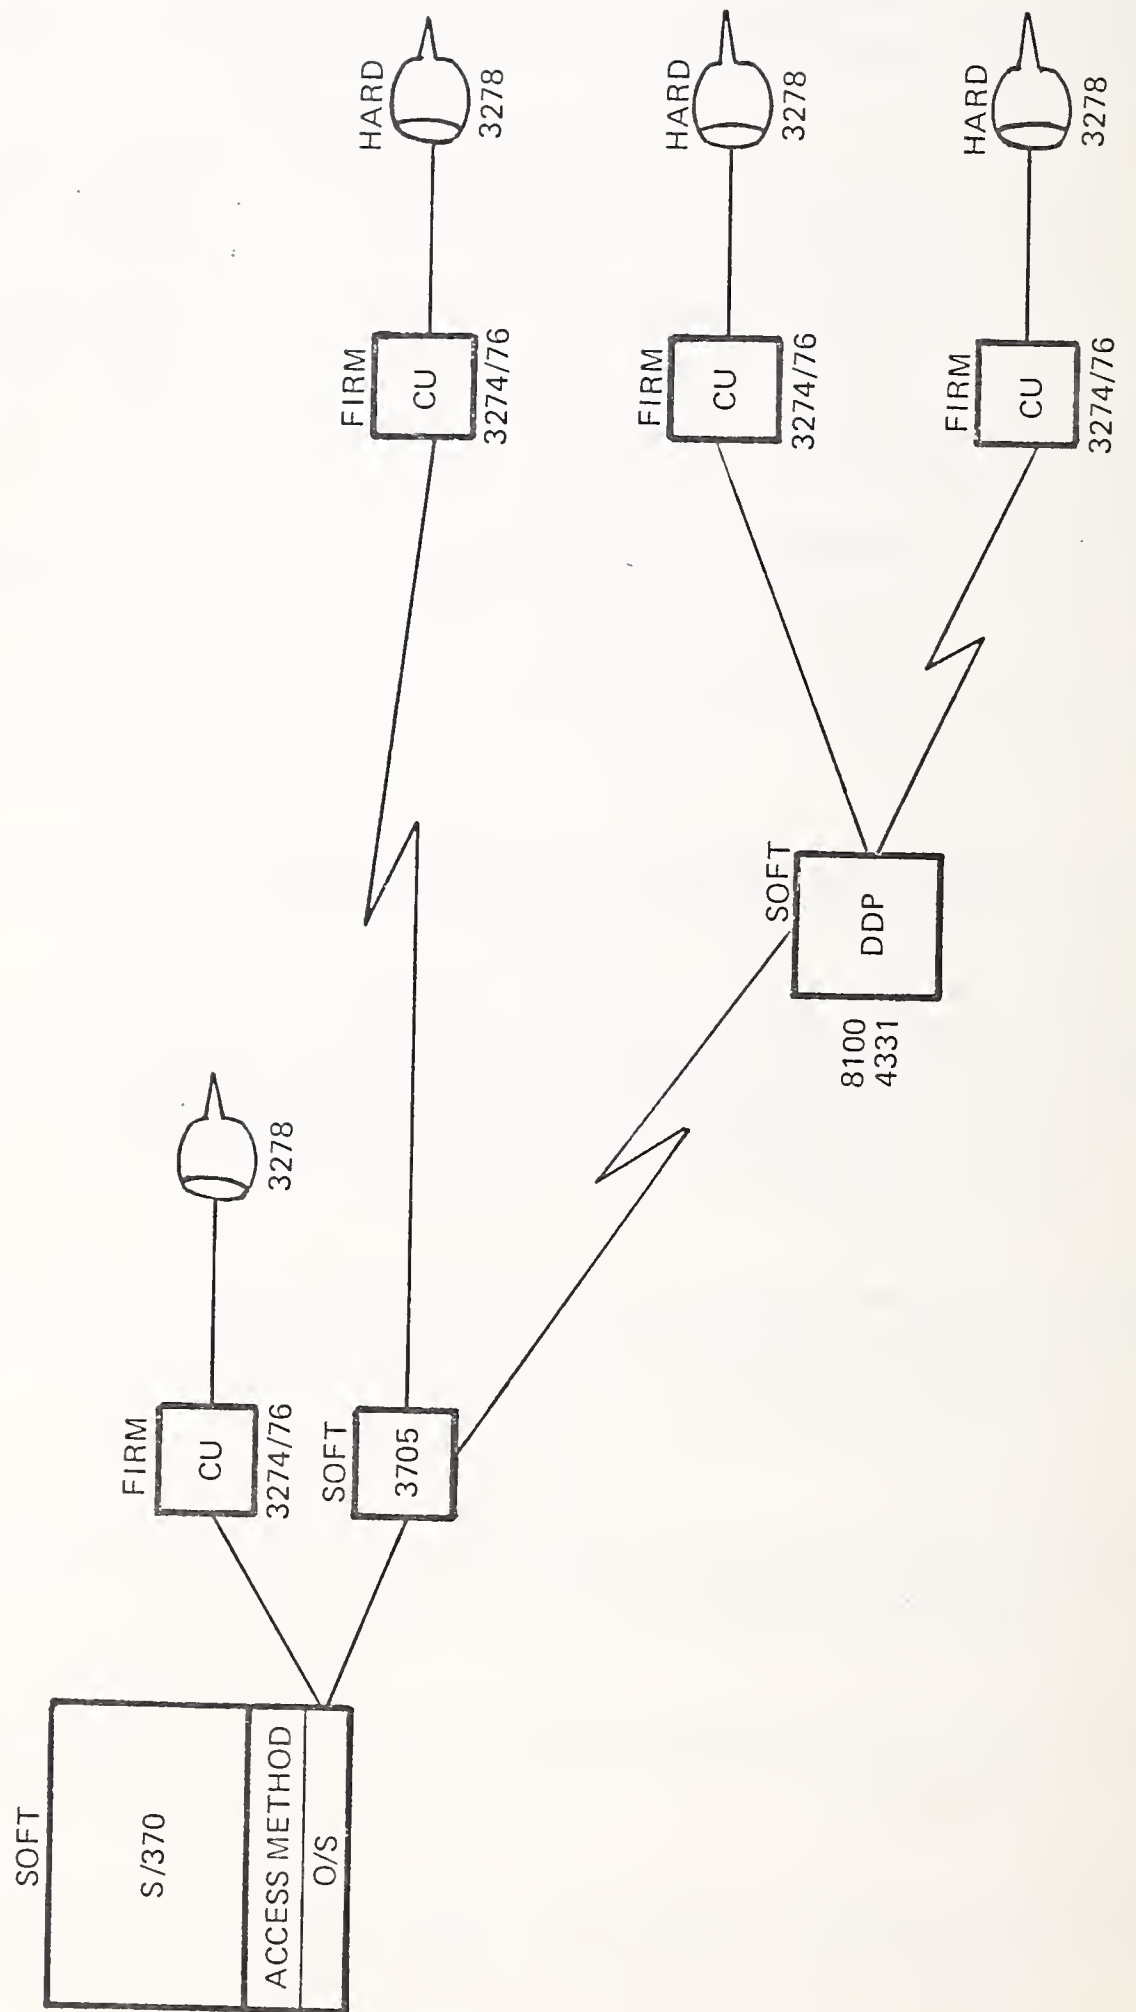 SOFT
S/370
ACCESS METHOD
O/S
FIRM
CU
3274/76
3278
SOFT
3705
FIRM
CU
3274/76
HARD
3278
SOFT
DDP
8100
4331
FIRM
CU
3274/76
HARD
3278
FIRM
CU
3274/76
HARD
3278